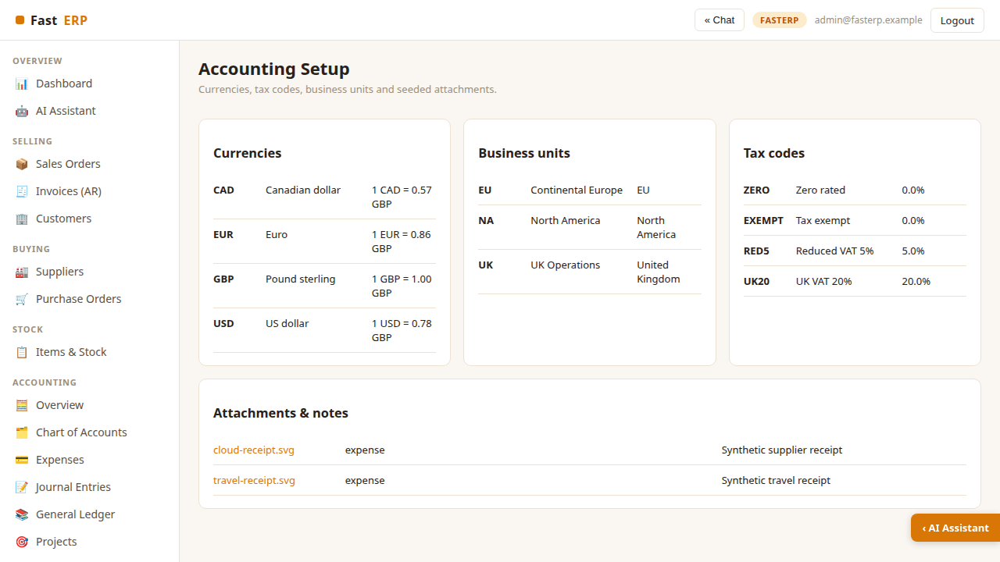 Fast ERP
« Chat
FASTERP
admin@fasterp.example
Logout
OVERVIEW
Dashboard
AI Assistant
SELLING
Sales Orders
Invoices (AR)
Customers
BUYING
Suppliers
Purchase Orders
STOCK
Items & Stock
ACCOUNTING
Overview
Chart of Accounts
Expenses
Journal Entries
General Ledger
Projects
Accounting Setup
Currencies, tax codes, business units and seeded attachments.
Currencies
CAD Canadian dollar 1 CAD = 0.57
GBP
EUR Euro 1 EUR = 0.86
GBP
GBP Pound sterling 1 GBP = 1.00
GBP
USD US dollar 1 USD = 0.78
GBP
Business units
EU Continental Europe EU
NA North America North
America
UK UK Operations United
Kingdom
Tax codes
ZERO Zero rated 0.0%
EXEMPT Tax exempt 0.0%
RED5 Reduced VAT 5% 5.0%
UK20 UK VAT 20% 20.0%
Attachments & notes
cloud-receipt.svg expense Synthetic supplier receipt
travel-receipt.svg expense Synthetic travel receipt
‹ AI Assistant